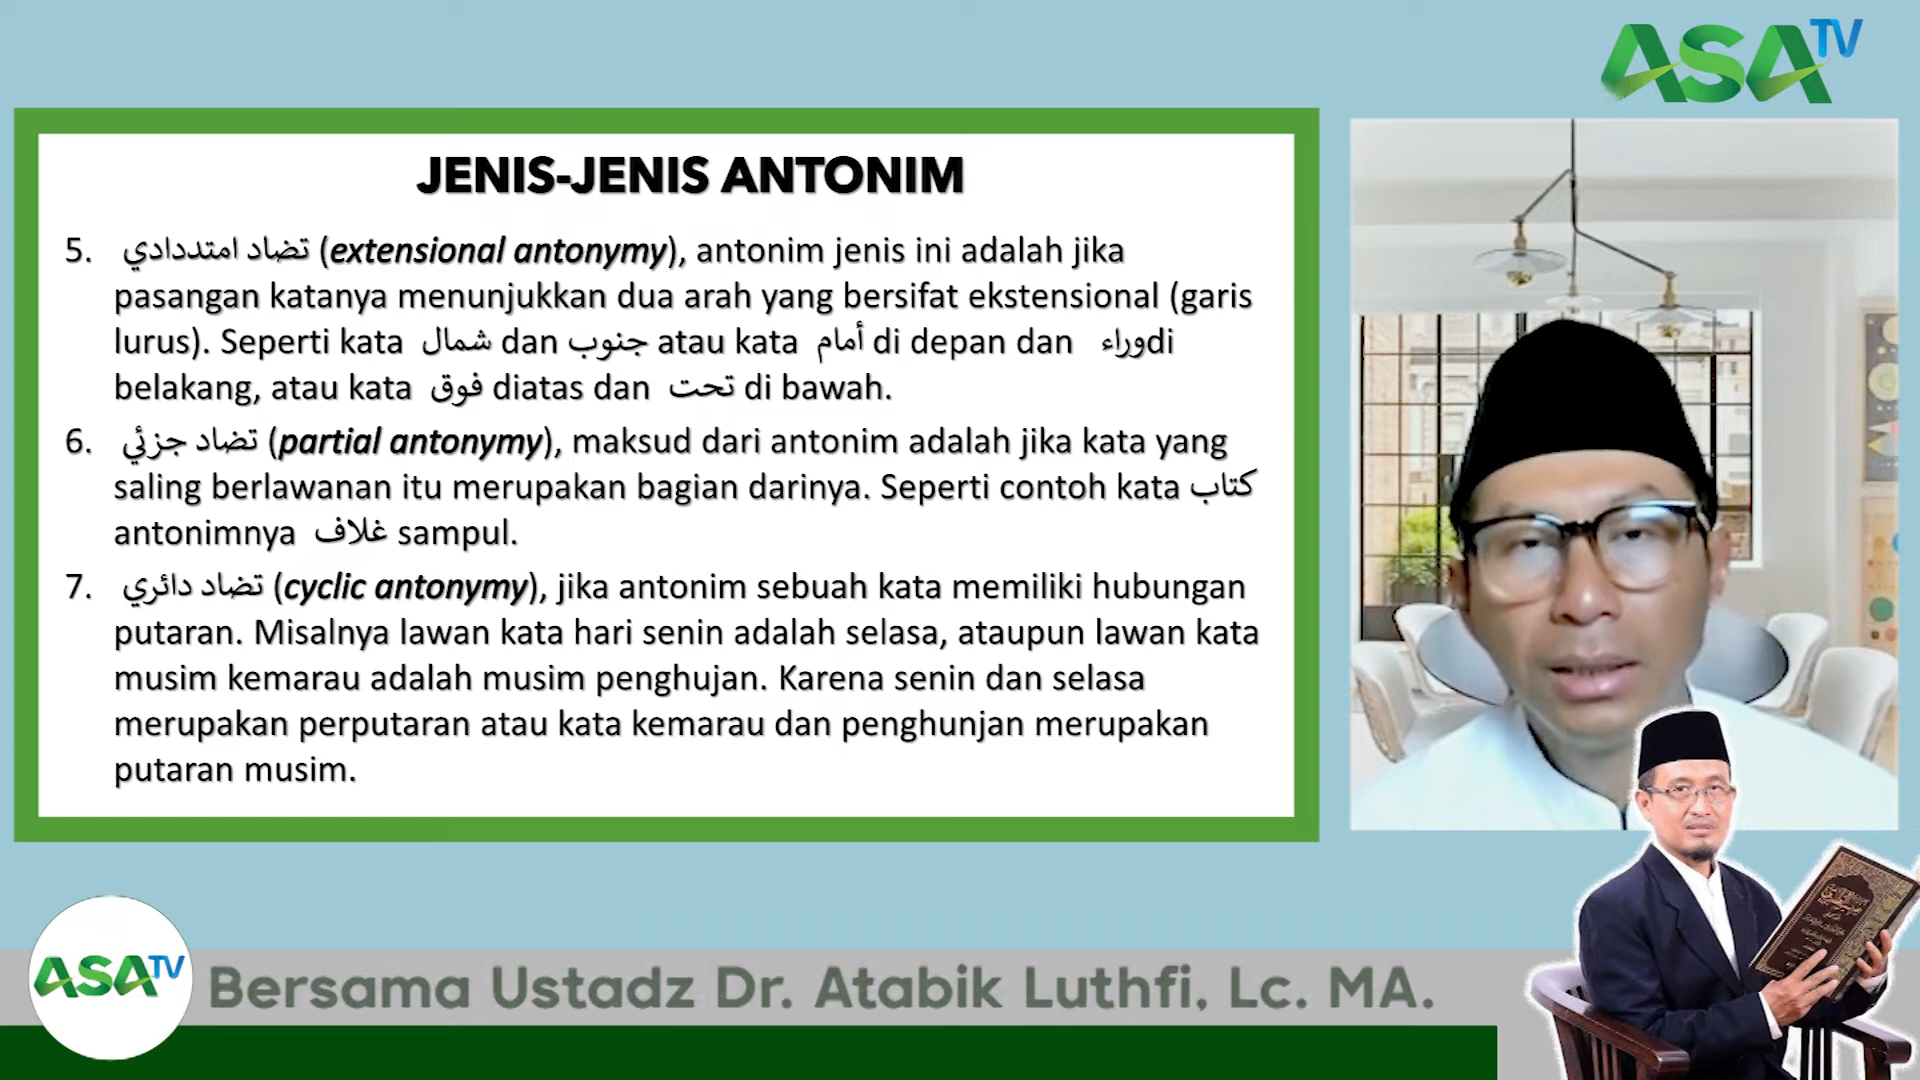 ASA TV
JENIS-JENIS ANTONIM
5. تضاد امتددادي (extensional antonymy), antonim jenis ini adalah jika
pasangan katanya menunjukkan dua arah yang bersifat ekstensional (garis
lurus). Seperti kata شمال dan جنوب atau kata أمام di depan dan وراء di
belakang, atau kata فوق diatas dan تحت di bawah.
6. تضاد جزئي (partial antonymy), maksud dari antonim adalah jika kata yang
saling berlawanan itu merupakan bagian darinya. Seperti contoh kata كتاب
antonimnya غلاف sampul.
7. تضاد دائري (cyclic antonymy), jika antonim sebuah kata memiliki hubungan
putaran. Misalnya lawan kata hari senin adalah selasa, ataupun lawan kata
musim kemarau adalah musim penghujan. Karena senin dan selasa
merupakan perputaran atau kata kemarau dan penghunjan merupakan
putaran musim.
ASA TV
Bersama Ustadz Dr. Atabik Luthfi, Lc. MA.